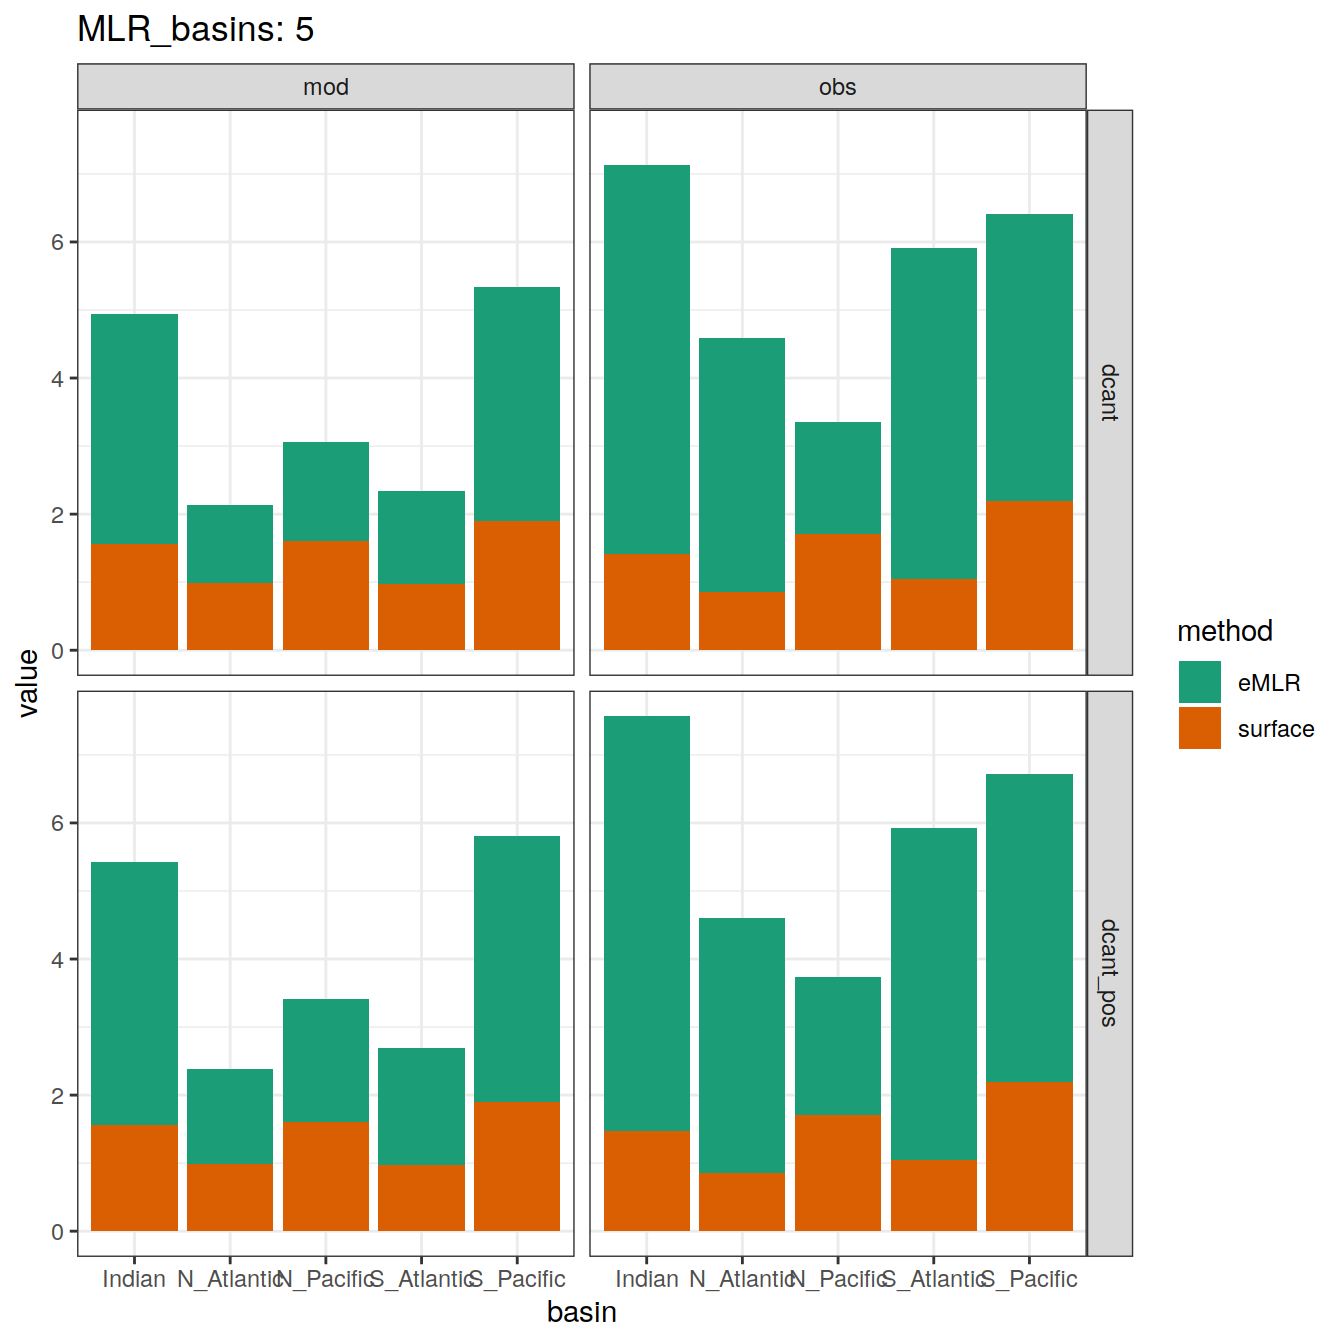 MLR_basins: 5
mod
obs
6
4
2
0
dcant
6
4
2
0
dcant_pos
value
Indian N_Atlantic N_Pacific S_Atlantic S_Pacific
Indian N_Atlantic N_Pacific S_Atlantic S_Pacific
basin
method
eMLR
surface